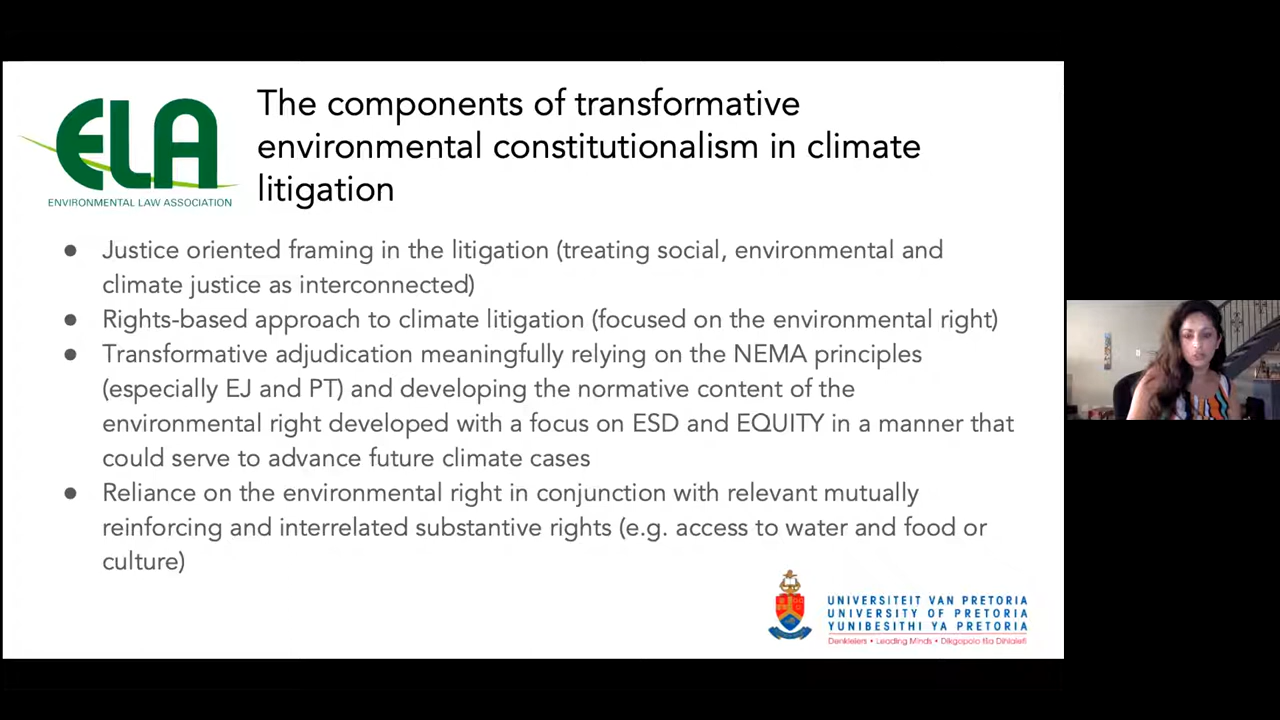 ELA
ENVIRONMENTAL LAW ASSOCIATION
The components of transformative
environmental constitutionalism in climate
litigation
● Justice oriented framing in the litigation (treating social, environmental and
climate justice as interconnected)
● Rights-based approach to climate litigation (focused on the environmental right)
● Transformative adjudication meaningfully relying on the NEMA principles
(especially EJ and PT) and developing the normative content of the
environmental right developed with a focus on ESD and EQUITY in a manner that
could serve to advance future climate cases
● Reliance on the environmental right in conjunction with relevant mutually
reinforcing and interrelated substantive rights (e.g. access to water and food or
culture)
UNIVERSITEIT VAN PRETORIA
UNIVERSITY OF PRETORIA
YUNIBESITHI YA PRETORIA
Denkleiers • Leading Minds • Dikgopolo tša Dihlalefi